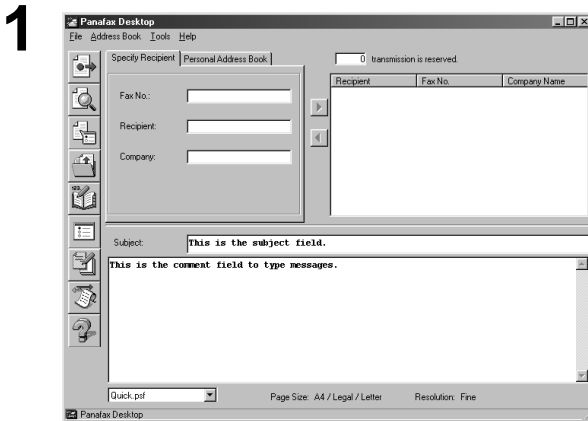 1
Panafax Desktop
File Address Book Tools Help
Specify Recipient Personal Address Book
0 transmission is reserved.
Recipient Fax No. Company Name
Fax No.:
Recipient:
Company:
Subject: This is the subject field.
This is the comment field to type messages.
Quick.psf Page Size: A4 / Legal / Letter Resolution: Fine
Panafax Desktop